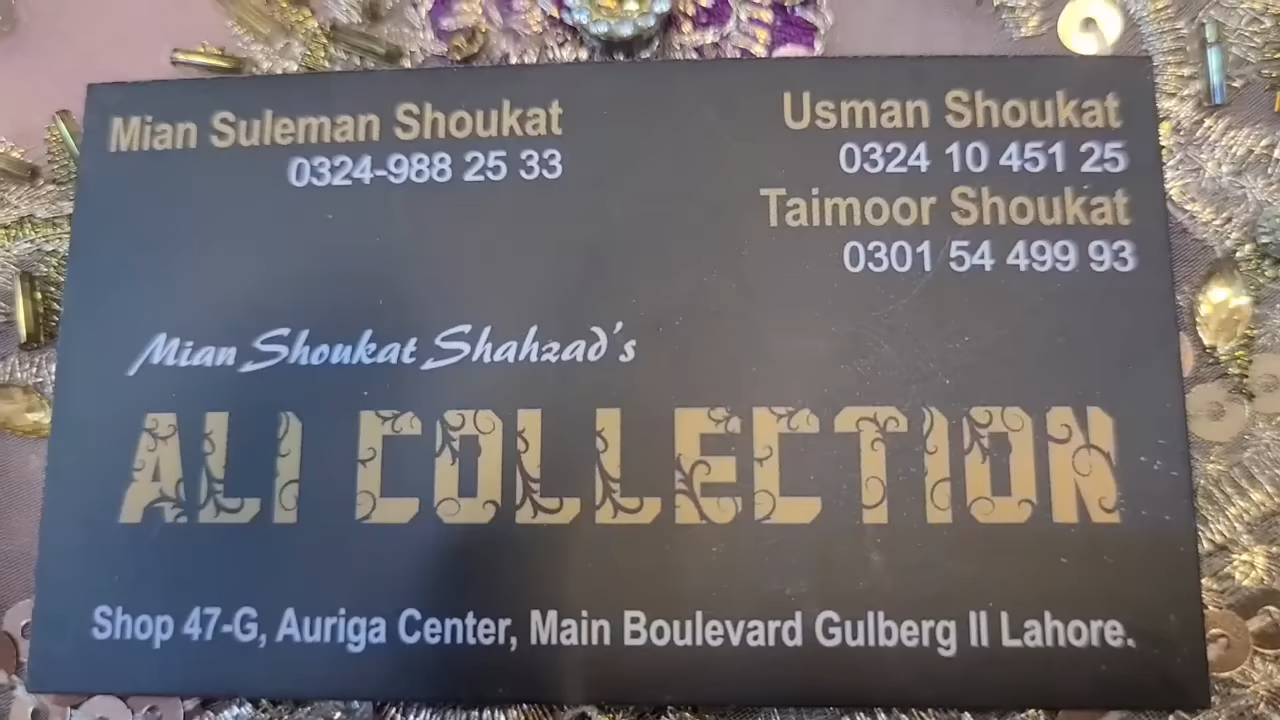 Mian Suleman Shoukat
0324-988 25 33
Usman Shoukat
0324 10 451 25
Taimoor Shoukat
0301 54 499 93
Mian Shoukat Shahzad's
ALI COLLECTION
Shop 47-G, Auriga Center, Main Boulevard Gulberg II Lahore.